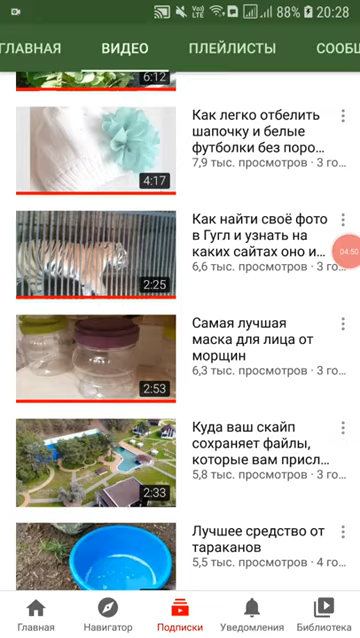 88% 20:28
ГЛАВНАЯ ВИДЕО ПЛЕЙЛИСТЫ СООБЩ
6:12
Как легко отбелить
шапочку и белые
футболки без поро...
7,9 тыс. просмотров · 3 го...
4:17
Как найти своё фото
в Гугл и узнать на
каких сайтах оно и...
6,6 тыс. просмотров · 3 го...
2:25
04:50
Самая лучшая
маска для лица от
морщин
6,3 тыс. просмотров · 3 го...
2:53
Куда ваш скайп
сохраняет файлы,
которые вам присл...
5,8 тыс. просмотров · 3 го...
2:33
Лучшее средство от
тараканов
5,5 тыс. просмотров · 4 го...
Главная Навигатор Подписки Уведомления Библиотека